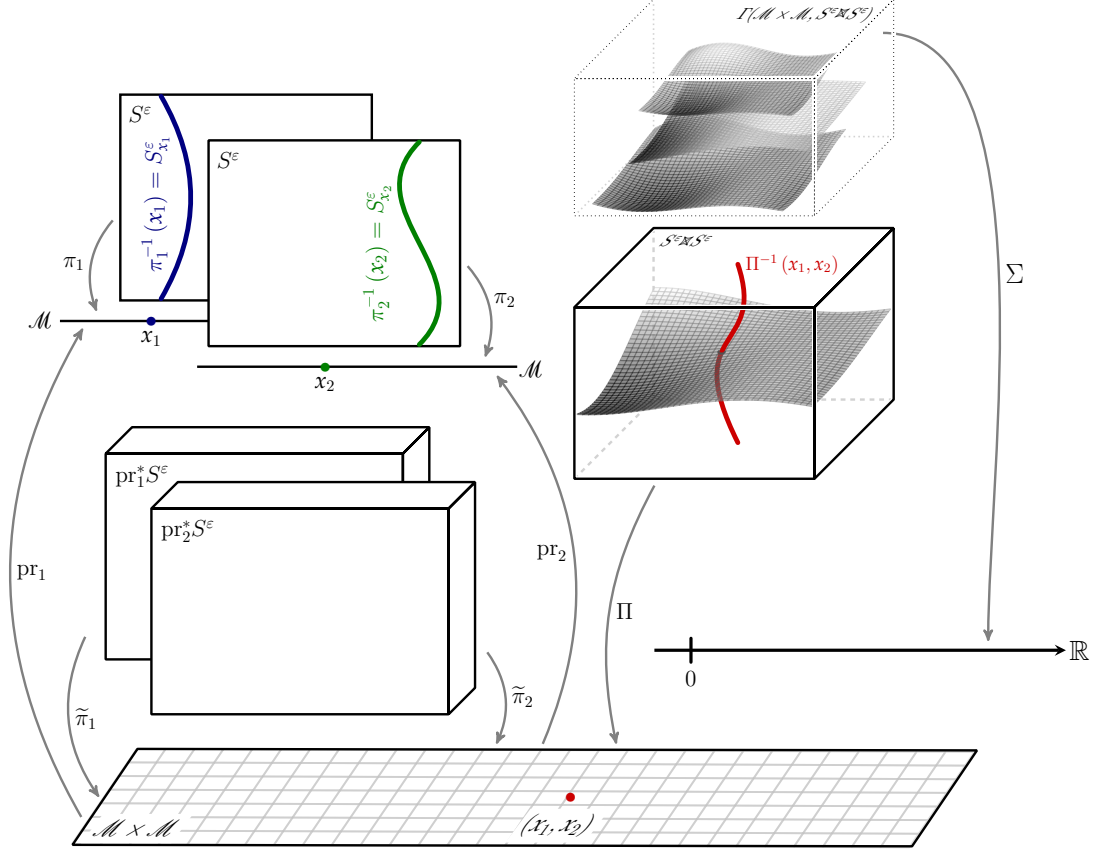 Γ(ℳ × ℳ, S^ε ⊠ S^ε)
S^ε
π₁⁻¹ (x₁) = S^ε_{x₁}
S^ε
π₂⁻¹ (x₂) = S^ε_{x₂}
S^ε ⊠ S^ε
Π⁻¹ (x₁, x₂)
π₁
π₂
Σ
ℳ
x₁
x₂
ℳ
pr₁*S^ε
pr₂*S^ε
pr₁
pr₂
Π
ℝ
0
π̃₁
π̃₂
ℳ × ℳ
(x₁, x₂)